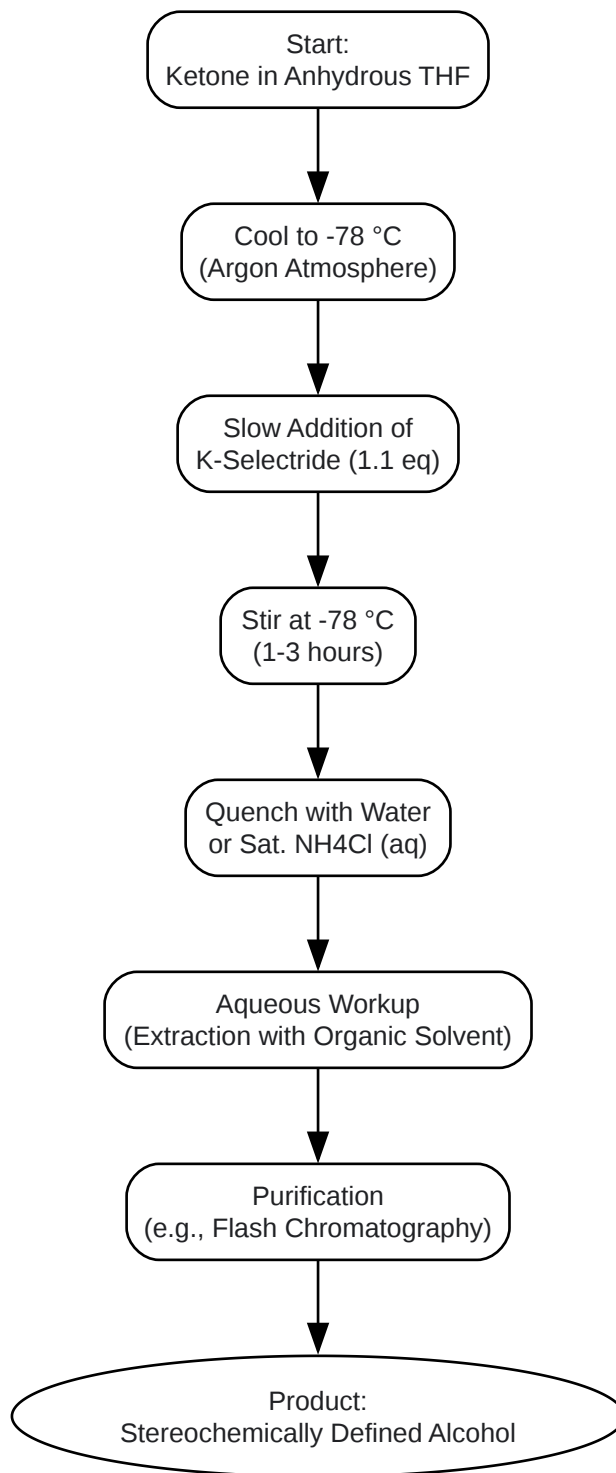 Start:
Ketone in Anhydrous THF
Cool to -78 °C
(Argon Atmosphere)
Slow Addition of
K-Selectride (1.1 eq)
Stir at -78 °C
(1-3 hours)
Quench with Water
or Sat. NH4Cl (aq)
Aqueous Workup
(Extraction with Organic Solvent)
Purification
(e.g., Flash Chromatography)
Product:
Stereochemically Defined Alcohol